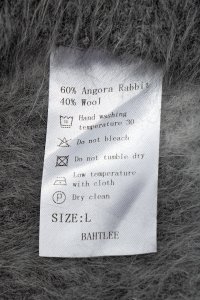 60% Angora Rabbit
40% Wool
Hand washing
temperature 30
Do not bleach
Do not tumble dry
Low temperature
with cloth
P Dry clean
SIZE:L
BAHTLEE